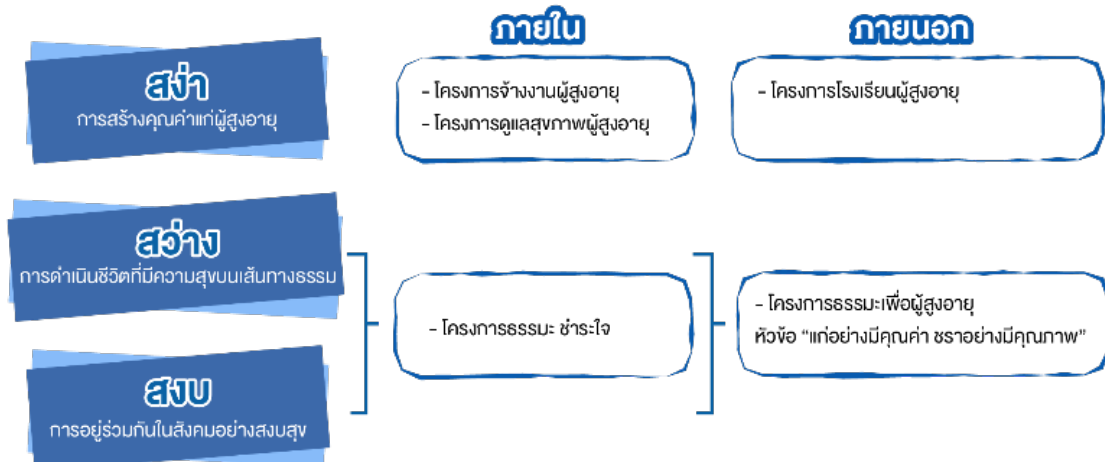 ภายใน
ภายนอก
สง่า
การสร้างคุณค่าแก่ผู้สูงอายุ
- โครงการจ้างงานผู้สูงอายุ
- โครงการดูแลสุขภาพผู้สูงอายุ
- โครงการโรงเรียนผู้สูงอายุ
สว่าง
การดำเนินชีวิตที่มีความสุขบนเส้นทางธรรม
สงบ
การอยู่ร่วมกันในสังคมอย่างสงบสุข
- โครงการธรรมะ ชำระใจ
- โครงการธรรมะเพื่อผู้สูงอายุ
หัวข้อ “แก่อย่างมีคุณค่า ชราอย่างมีคุณภาพ”